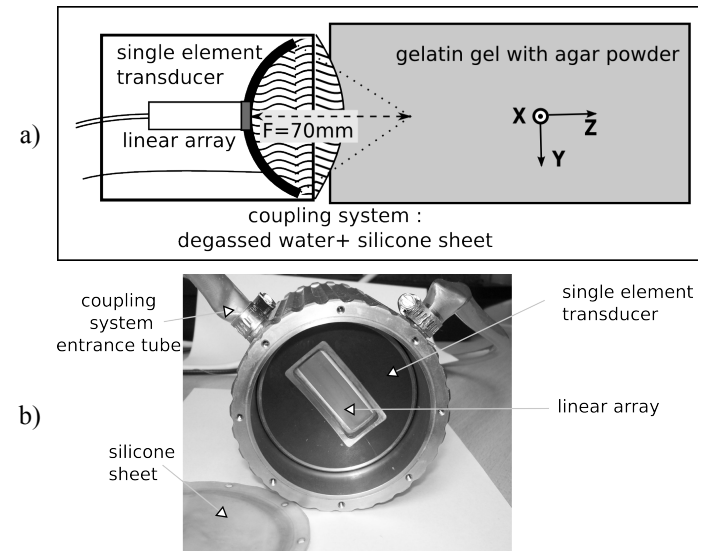 a)
single element
transducer
linear array
F=70mm
gelatin gel with agar powder
X
Z
Y
coupling system :
degassed water+ silicone sheet
b)
coupling
system
entrance tube
single element
transducer
linear array
silicone
sheet